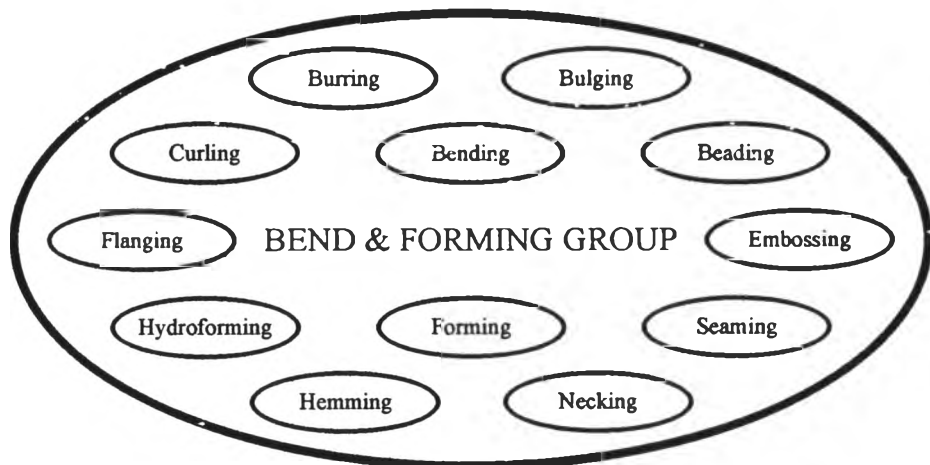 Burring
Bulging
Curling
Bending
Beading
Flanging
BEND & FORMING GROUP
Embossing
Hydroforming
Forming
Seaming
Hemming
Necking